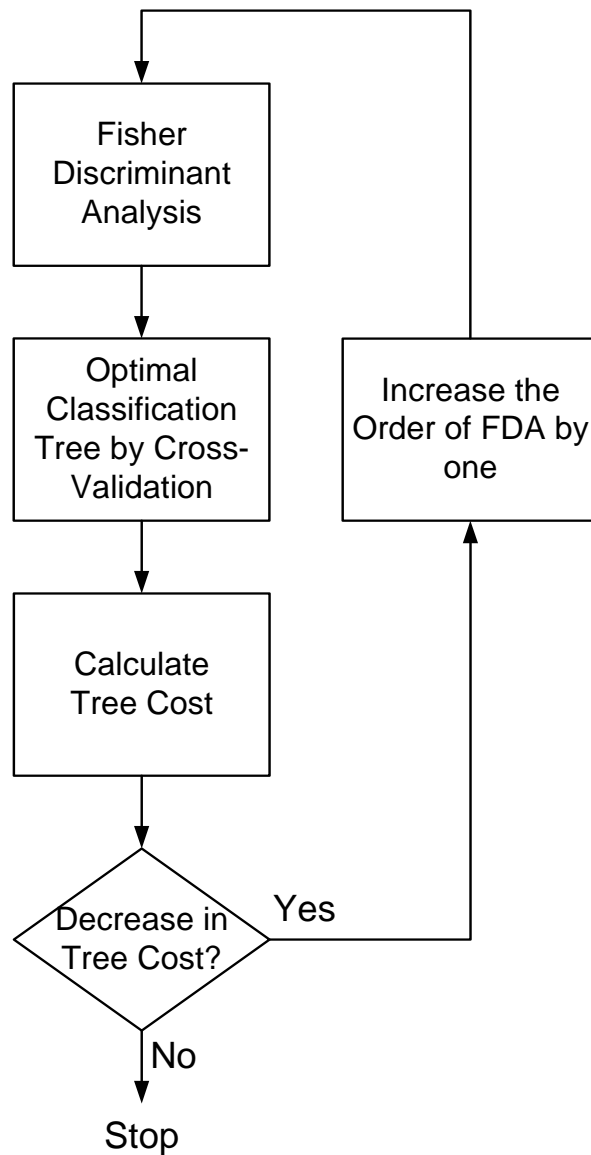 Fisher
Discriminant
Analysis
Optimal
Classification
Tree by Cross-
Validation
Increase the
Order of FDA by
one
Calculate
Tree Cost
Decrease in
Tree Cost?
Yes
No
Stop